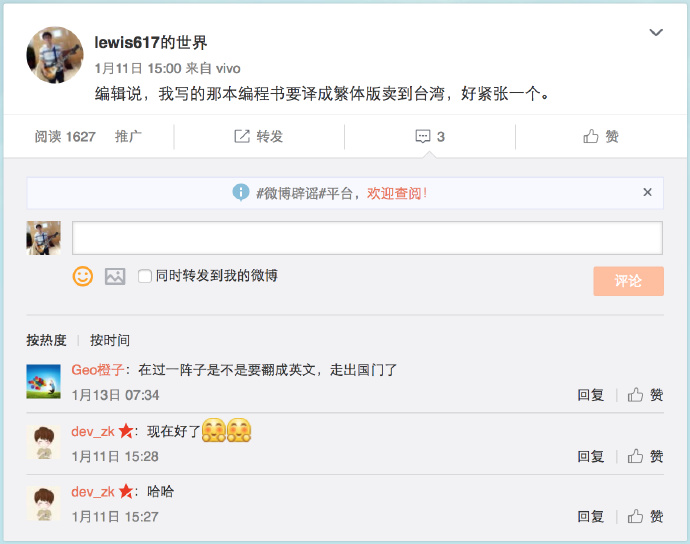 lewis617的世界
1月11日 15:00 来自 vivo
编辑说，我写的那本编程书要译成繁体版卖到台湾，好紧张一个。
阅读 1627 推广 转发 3 赞
#微博辟谣#平台，欢迎查阅！
同时转发到我的微博 评论
按热度 按时间
Geo橙子：在过一阵子是不是要翻成英文，走出国门了
1月13日 07:34 回复 赞
dev_zk ：现在好了
1月11日 15:28 回复 赞
dev_zk ：哈哈
1月11日 15:27 回复 赞